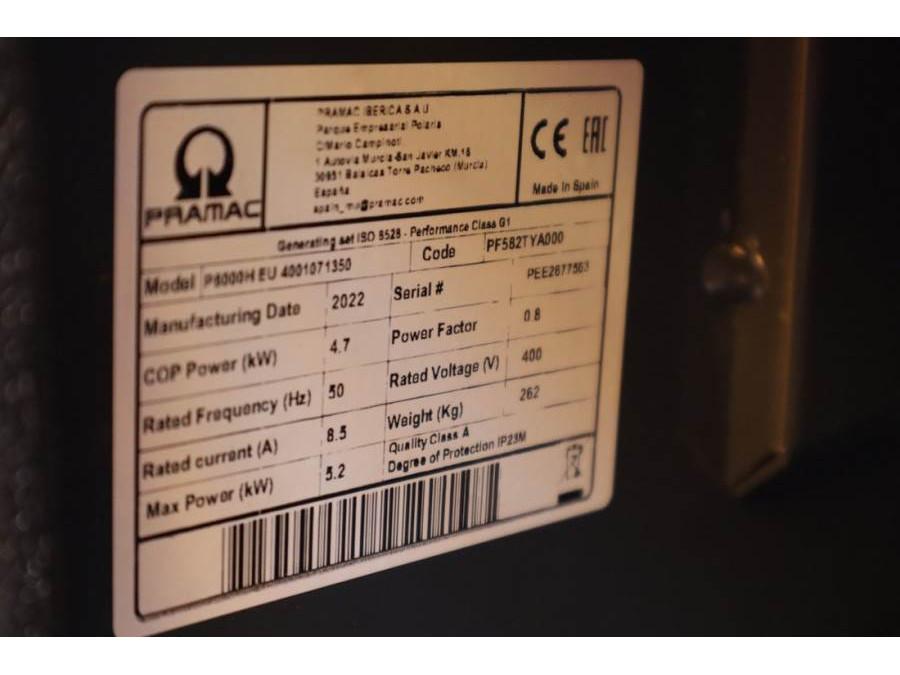 PRAMAC
PRAMAC IBERICA S.A.U
Parque Empresarial Polaris
C/Mario Campinoti
1 Autovia Murcia-San Javier KM.18
30591 Balsicas Torre Pacheco (Murcia)
España
spain_mu@pramac.com
CE EAC
Made In Spain
Generating set ISO 8528 - Performance Class G1
Model P6000H EU 4001071350 Code PF582TYA000
Manufacturing Date 2022 Serial # PEE2677563
COP Power (kW) 4.7 Power Factor 0.8
Rated Frequency (Hz) 50 Rated Voltage (V) 400
Rated current (A) 8.5 Weight (Kg) 262
Max Power (kW) 5.2 Quality Class A
Degree of Protection IP23M